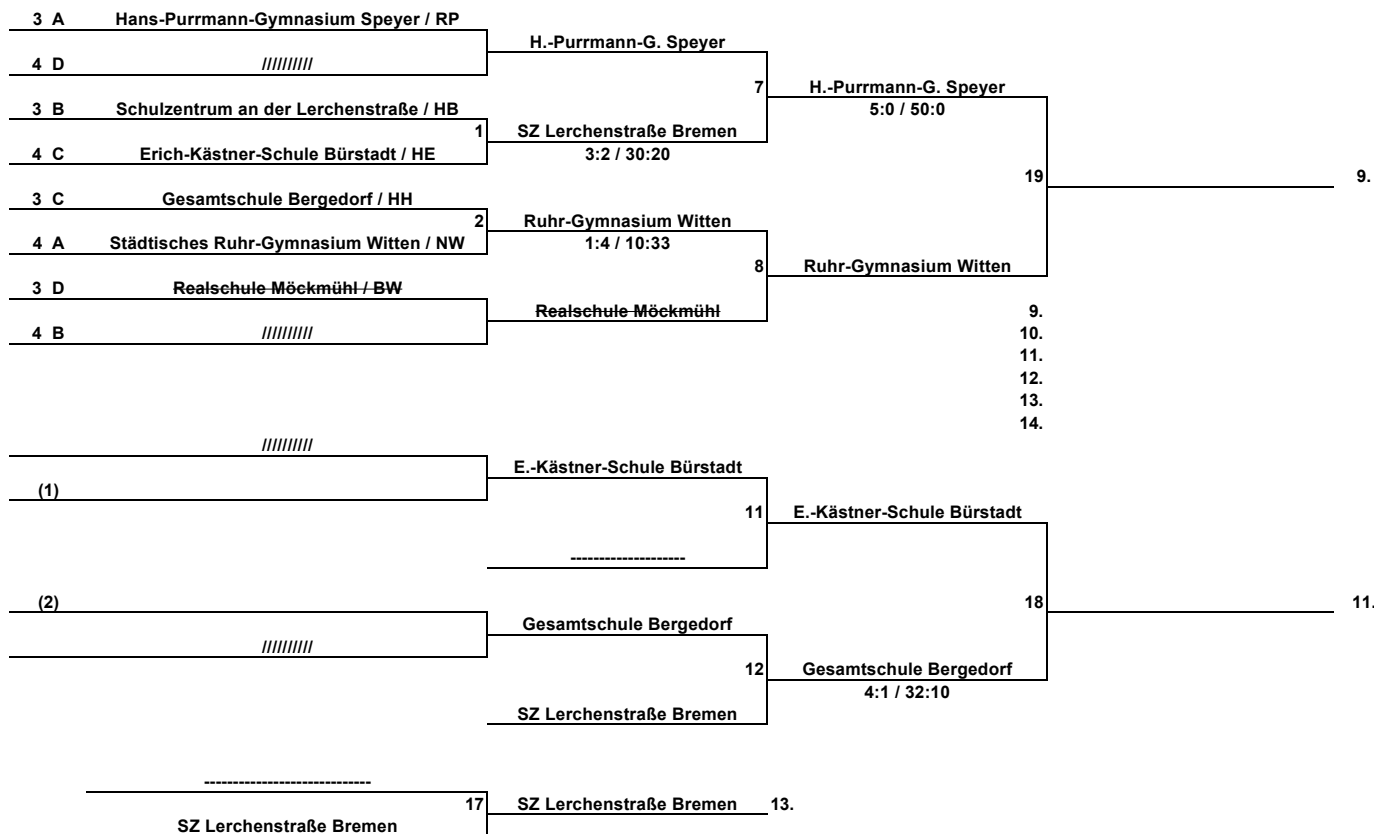 3 A Hans-Purrmann-Gymnasium Speyer / RP
H.-Purrmann-G. Speyer
4 D //////////
7 H.-Purrmann-G. Speyer
3 B Schulzentrum an der Lerchenstraße / HB 5:0 / 50:0
1 SZ Lerchenstraße Bremen
4 C Erich-Kästner-Schule Bürstadt / HE 3:2 / 30:20
19 9.
3 C Gesamtschule Bergedorf / HH
2 Ruhr-Gymnasium Witten
4 A Städtisches Ruhr-Gymnasium Witten / NW 1:4 / 10:33
8 Ruhr-Gymnasium Witten
3 D Realschule Möckmühl / BW
Realschule Möckmühl 9.
4 B ////////// 10.
11.
12.
13.
14.
//////////
E.-Kästner-Schule Bürstadt
(1)
11 E.-Kästner-Schule Bürstadt
--------------------
(2) 18 11.
Gesamtschule Bergedorf
//////////
12 Gesamtschule Bergedorf
4:1 / 32:10
SZ Lerchenstraße Bremen
-----------------------------
17 SZ Lerchenstraße Bremen 13.
SZ Lerchenstraße Bremen